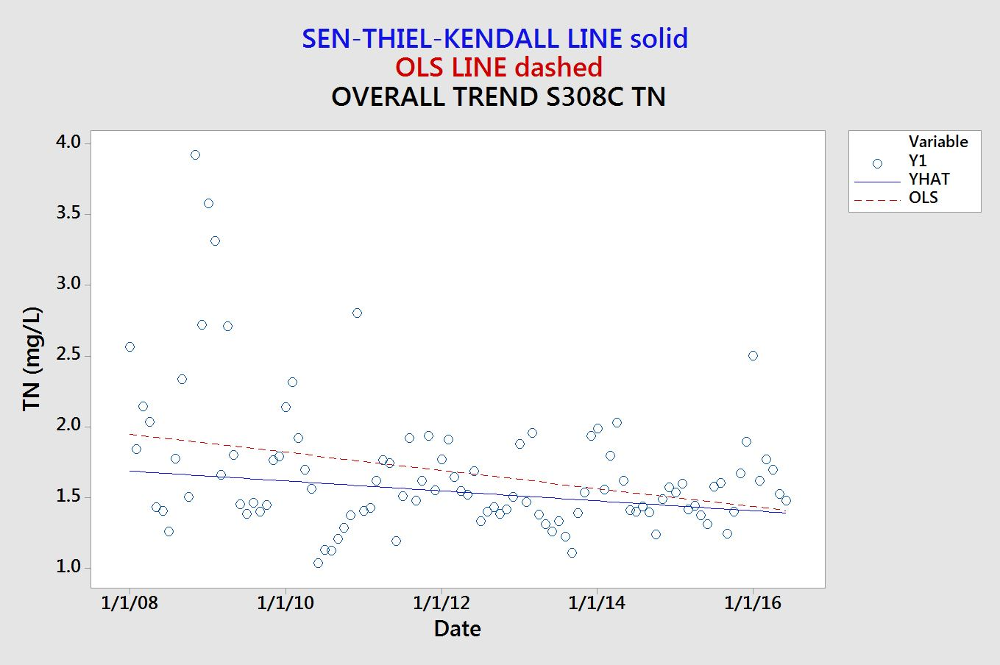 SEN-THIEL-KENDALL LINE solid
OLS LINE dashed
OVERALL TREND S308C TN
4.0
3.5
3.0
2.5
2.0
1.5
1.0
TN (mg/L)
1/1/08
1/1/10
1/1/12
1/1/14
1/1/16
Date
Variable
Y1
YHAT
OLS